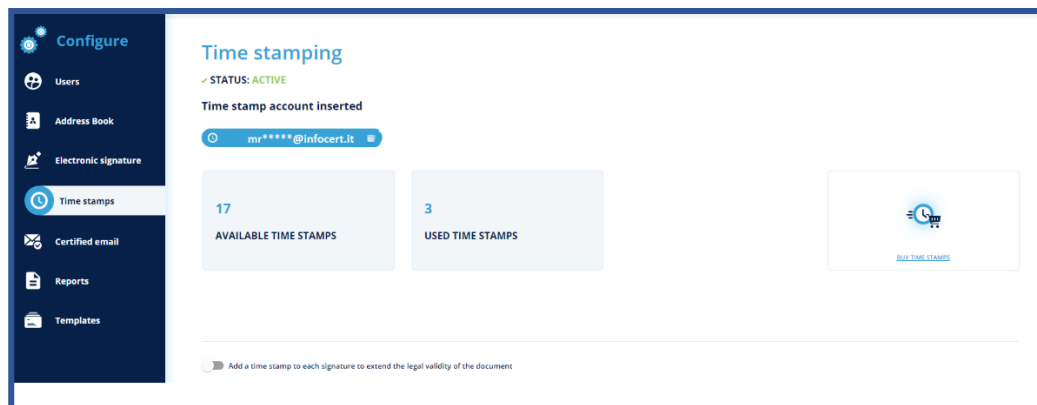 Configure
Users
Address Book
Electronic signature
Time stamps
Certified email
Reports
Templates
Time stamping
✓ STATUS: ACTIVE
Time stamp account inserted
mr*****@infocert.it
17
AVAILABLE TIME STAMPS
3
USED TIME STAMPS
BUY TIME STAMPS
Add a time stamp to each signature to extend the legal validity of the document